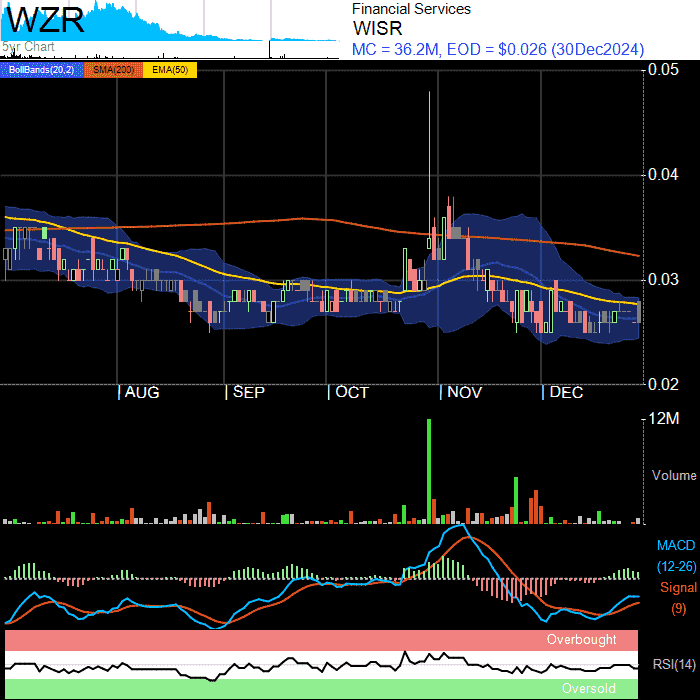 WZR
5yr Chart
Financial Services
WISR
MC = 36.2M, EOD = $0.026 (30Dec2024)
BollBands(20,2) SMA(200) EMA(50)
0.05
0.04
0.03
0.02
AUG SEP OCT NOV DEC
12M
Volume
MACD
(12-26)
Signal
(9)
Overbought
RSI(14)
Oversold